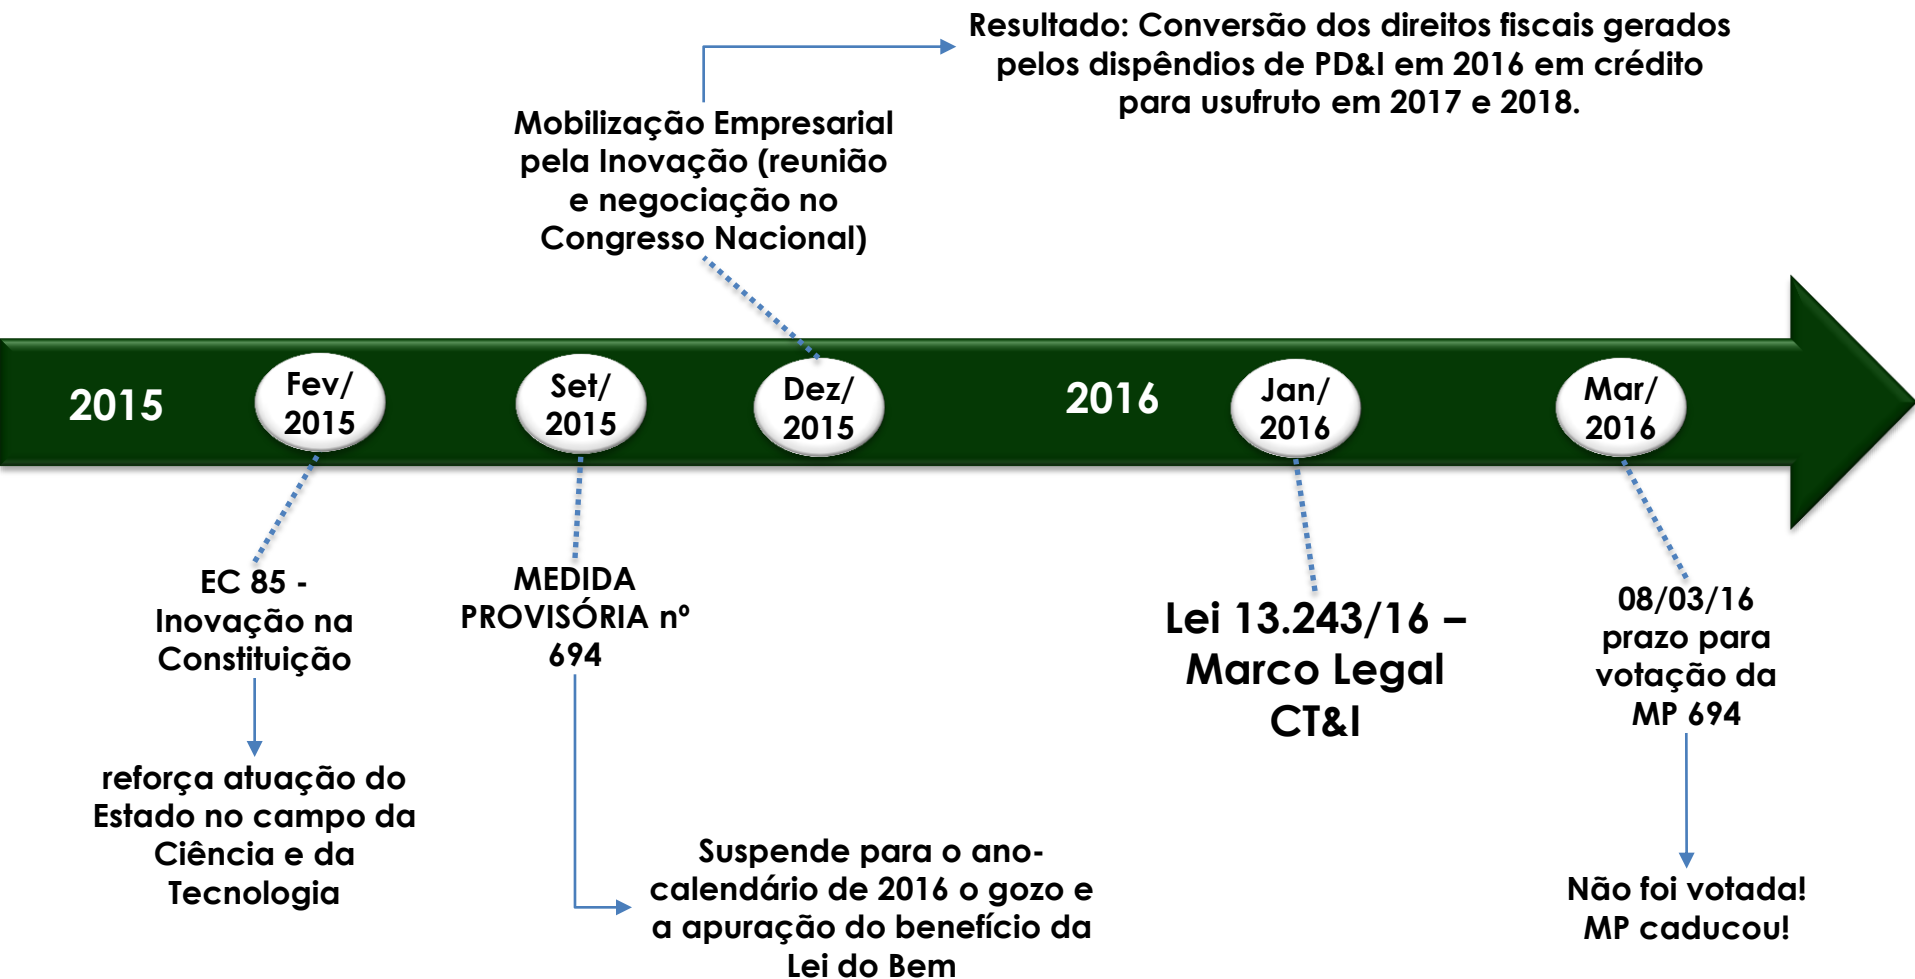 Resultado: Conversão dos direitos fiscais gerados
pelos dispêndios de PD&I em 2016 em crédito
para usufruto em 2017 e 2018.
Mobilização Empresarial
pela Inovação (reunião
e negociação no
Congresso Nacional)
2015
Fev/
2015
Set/
2015
Dez/
2015
2016
Jan/
2016
Mar/
2016
EC 85 -
Inovação na
Constituição
reforça atuação do
Estado no campo da
Ciência e da
Tecnologia
MEDIDA
PROVISÓRIA nº
694
Suspende para o ano-
calendário de 2016 o gozo e
a apuração do benefício da
Lei do Bem
Lei 13.243/16 –
Marco Legal
CT&I
08/03/16
prazo para
votação da
MP 694
Não foi votada!
MP caducou!